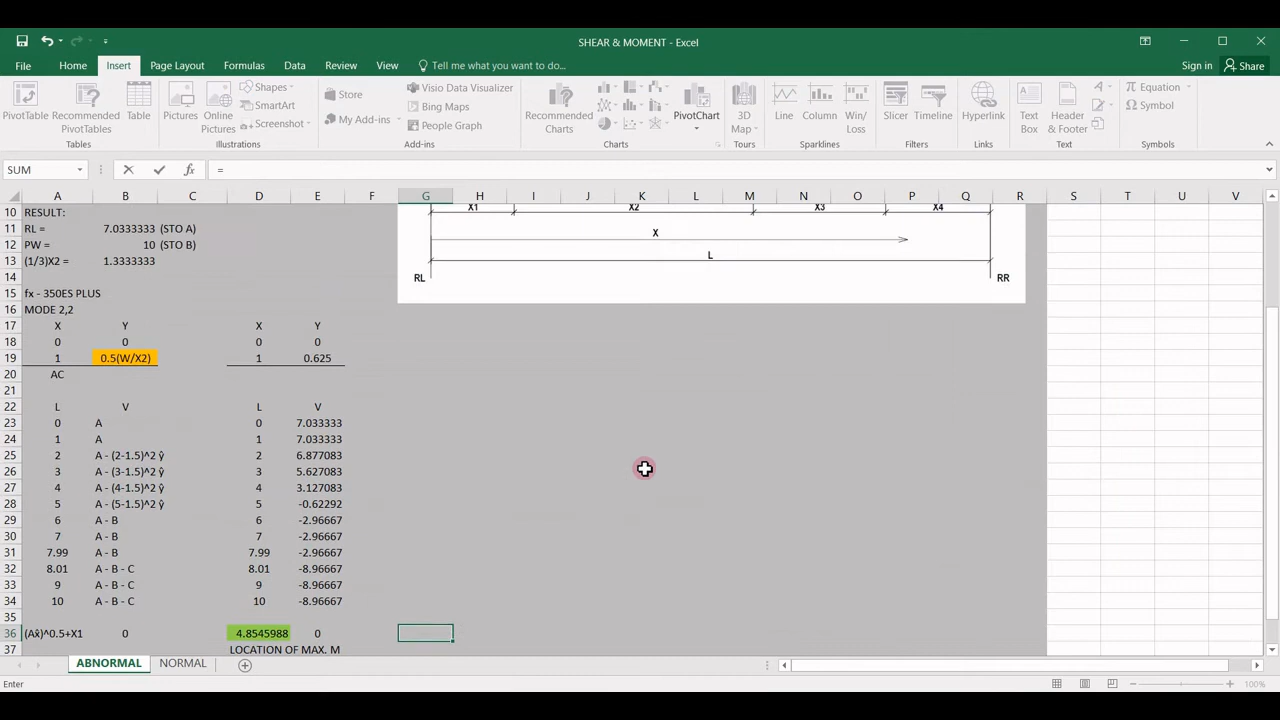 SHEAR & MOMENT - Excel
File Home Insert Page Layout Formulas Data Review View Tell me what you want to do... Sign in Share
PivotTable Recommended PivotTables Table Pictures Online Pictures Shapes SmartArt Screenshot Store My Add-ins Visio Data Visualizer Bing Maps People Graph Recommended Charts PivotChart 3D Map Line Column Win/Loss Slicer Timeline Hyperlink Text Box Header & Footer Equation Symbol
Tables Illustrations Add-ins Charts Tours Sparklines Filters Links Text Symbols
SUM fx =
A B C D E F G H I J K L M N O P Q R S T U V
10 RESULT: X1 X2 X3 X4
11 RL = 7.0333333 (STO A)
12 PW = 10 (STO B) X
13 (1/3)X2 = 1.3333333 L
14 RL RR
15 fx - 350ES PLUS
16 MODE 2,2
17 X Y X Y
18 0 0 0 0
19 1 0.5(W/X2) 1 0.625
20 AC
21
22 L V L V
23 0 A 0 7.033333
24 1 A 1 7.033333
25 2 A - (2-1.5)^2 ŷ 2 6.877083
26 3 A - (3-1.5)^2 ŷ 3 5.627083
27 4 A - (4-1.5)^2 ŷ 4 3.127083
28 5 A - (5-1.5)^2 ŷ 5 -0.62292
29 6 A - B 6 -2.96667
30 7 A - B 7 -2.96667
31 7.99 A - B 7.99 -2.96667
32 8.01 A - B - C 8.01 -8.96667
33 9 A - B - C 9 -8.96667
34 10 A - B - C 10 -8.96667
35
36 (Ax̂)^0.5+X1 0 4.8545988 0
37 LOCATION OF MAX. M
ABNORMAL NORMAL
Enter 100%